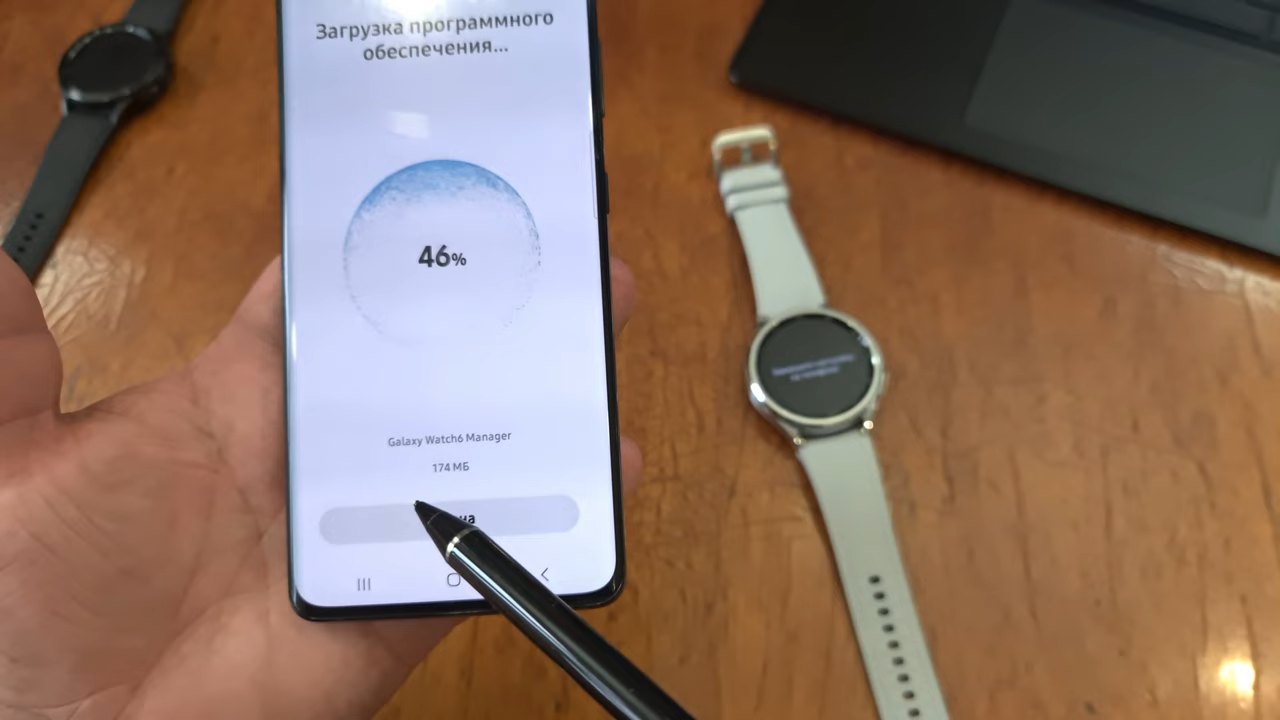 Загрузка программного
обеспечения...
46%
Galaxy Watch6 Manager
174 МБ